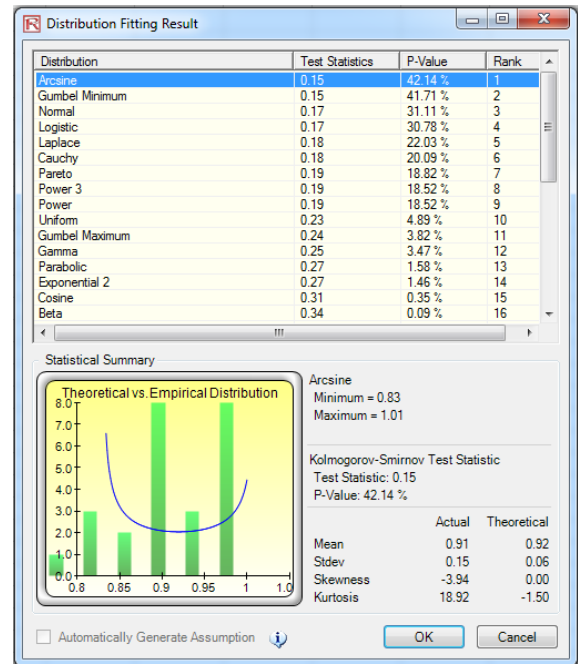 Distribution Fitting Result
Distribution Test Statistics P-Value Rank
Arcsine 0.15 42.14 % 1
Gumbel Minimum 0.15 41.71 % 2
Normal 0.17 31.11 % 3
Logistic 0.17 30.78 % 4
Laplace 0.18 22.03 % 5
Cauchy 0.18 20.09 % 6
Pareto 0.19 18.82 % 7
Power 3 0.19 18.52 % 8
Power 0.19 18.52 % 9
Uniform 0.23 4.89 % 10
Gumbel Maximum 0.24 3.82 % 11
Gamma 0.25 3.47 % 12
Parabolic 0.27 1.58 % 13
Exponential 2 0.27 1.46 % 14
Cosine 0.31 0.35 % 15
Beta 0.34 0.09 % 16
Statistical Summary
Theoretical vs. Empirical Distribution
8.0
7.0
6.0
5.0
4.0
3.0
2.0
1.0
0.0
0.8 0.85 0.9 0.95 1 1.0
Arcsine
Minimum = 0.83
Maximum = 1.01
Kolmogorov-Smirnov Test Statistic
Test Statistic: 0.15
P-Value: 42.14 %
Actual Theoretical
Mean 0.91 0.92
Stdev 0.15 0.06
Skewness -3.94 0.00
Kurtosis 18.92 -1.50
Automatically Generate Assumption
OK Cancel